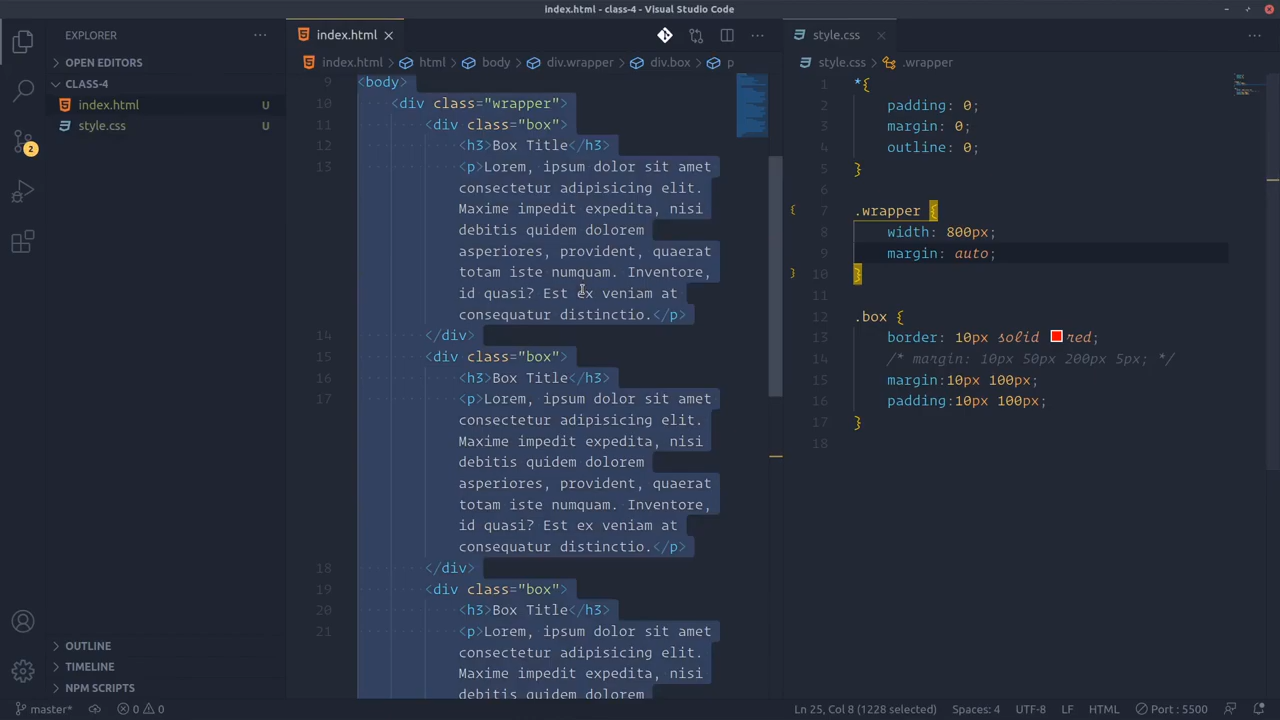 index.html - class-4 - Visual Studio Code
EXPLORER
OPEN EDITORS
CLASS-4
index.html U
style.css U
2
OUTLINE
TIMELINE
NPM SCRIPTS
index.html
index.html html body div.wrapper div.box p
9 <body>
10 <div class="wrapper">
11 <div class="box">
12 <h3>Box Title</h3>
13 <p>Lorem, ipsum dolor sit amet
consectetur adipisicing elit.
Maxime impedit expedita, nisi
debitis quidem dolorem
asperiores, provident, quaerat
totam iste numquam. Inventore,
id quasi? Est ex veniam at
consequatur distinctio.</p>
14 </div>
15 <div class="box">
16 <h3>Box Title</h3>
17 <p>Lorem, ipsum dolor sit amet
consectetur adipisicing elit.
Maxime impedit expedita, nisi
debitis quidem dolorem
asperiores, provident, quaerat
totam iste numquam. Inventore,
id quasi? Est ex veniam at
consequatur distinctio.</p>
18 </div>
19 <div class="box">
20 <h3>Box Title</h3>
21 <p>Lorem, ipsum dolor sit amet
consectetur adipisicing elit.
Maxime impedit expedita, nisi
debitis quidem dolorem
style.css
style.css .wrapper
1 *{
2 padding: 0;
3 margin: 0;
4 outline: 0;
5 }
6
7 .wrapper {
8 width: 800px;
9 margin: auto;
10 }
11
12 .box {
13 border: 10px solid red;
14 /* margin: 10px 50px 200px 5px; */
15 margin:10px 100px;
16 padding:10px 100px;
17 }
18
master* 0 0 Ln 25, Col 8 (1228 selected) Spaces: 4 UTF-8 LF HTML Port : 5500